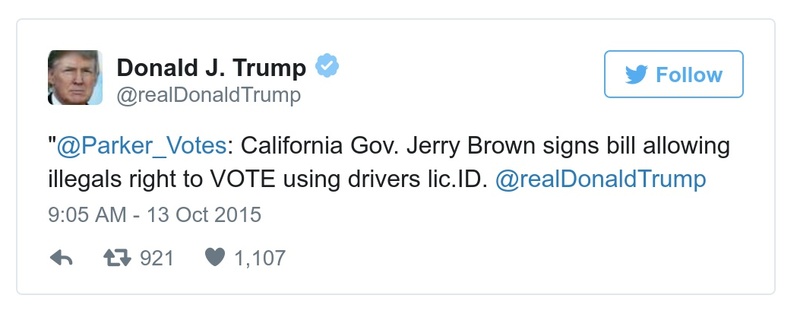 Donald J. Trump
@realDonaldTrump
Follow
"@Parker_Votes: California Gov. Jerry Brown signs bill allowing
illegals right to VOTE using drivers lic.ID. @realDonaldTrump
9:05 AM - 13 Oct 2015
921 1,107